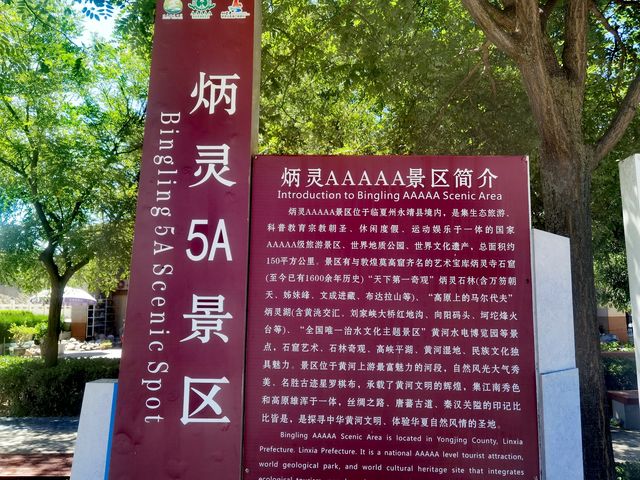 炳灵5A景区
Bingling5AScenicSpot
炳灵AAAAA景区简介
Introduction to Bingling AAAAA Scenic Area
炳灵AAAAA景区位于临夏州永靖县境内，是集生态旅游、
科普教育宗教朝圣、休闲度假、运动娱乐于一体的国家
AAAAA级旅游景区、世界地质公园、世界文化遗产，总面积约
150平方公里。景区有与敦煌莫高窟齐名的艺术宝库炳灵寺石窟
(至今已有1600余年历史)“天下第一奇观”炳灵石林(含万笏朝
天、姊妹峰、文成进藏、布达拉山等)、“高原上的马尔代夫”
炳灵湖(含黄洮交汇、刘家峡大桥红地沟、向阳码头、坷坨烽火
台等)、“全国唯一治水文化主题景区”黄河水电博览园等景
点，石窟艺术、石林奇观、高峡平湖、黄河湿地、民族文化独
具魅力。景区位于黄河上游最富魅力的河段，自然风光大气秀
美、名胜古迹星罗棋布，承载了黄河文明的辉煌，集江南秀色
和高原雄浑于一体，丝绸之路、唐蕃古道、秦汉关隘的印记比
比皆是，是探寻中华黄河文明、体验华夏自然风情的圣地。
Bingling AAAAA Scenic Area is located in Yongjing County, Linxia
Prefecture. Linxia Prefecture. It is a national AAAAA level tourist attraction,
world geological park, and world cultural heritage site that integrates